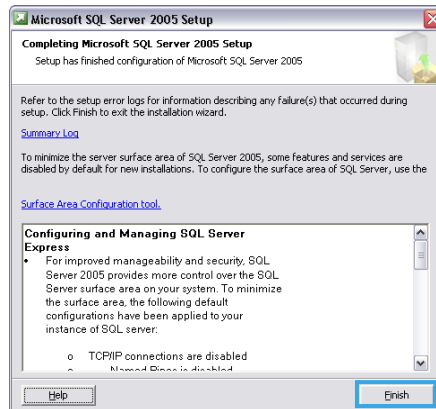 Microsoft SQL Server 2005 Setup
Completing Microsoft SQL Server 2005 Setup
Setup has finished configuration of Microsoft SQL Server 2005
Refer to the setup error logs for information describing any failure(s) that occurred during
setup. Click Finish to exit the installation wizard.
Summary Log
To minimize the server surface area of SQL Server 2005, some features and services are
disabled by default for new installations. To configure the surface area of SQL Server, use the
Surface Area Configuration tool.
Configuring and Managing SQL Server
Express
• For improved manageability and security, SQL
Server 2005 provides more control over the SQL
Server surface area on your system. To minimize
the surface area, the following default
configurations have been applied to your
instance of SQL server:
o TCP/IP connections are disabled
o Named Pipes is disabled
Help
Finish